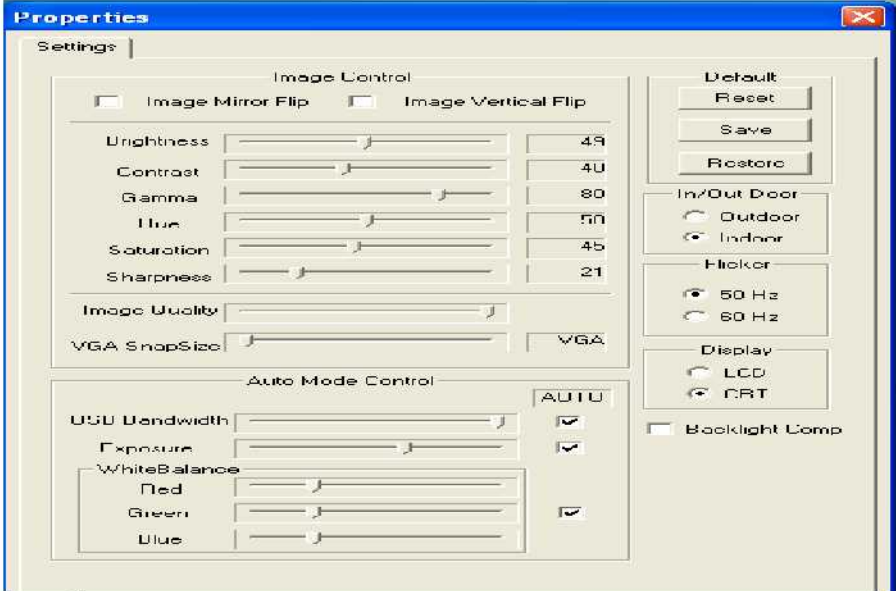 Properties
Settings
Image Control
Image Mirror Flip
Image Vertical Flip
Brightness 49
Contrast 40
Gamma 80
Hue 50
Saturation 45
Sharpness 21
Image Quality
VGA SnapSize VGA
Auto Mode Control
AUTO
USB Bandwidth
Exposure
WhiteBalance
Red
Green
Blue
Default
Reset
Save
Restore
In/Out Door
Outdoor
Indoor
Flicker
50 Hz
60 Hz
Display
LCD
CRT
Backlight Comp